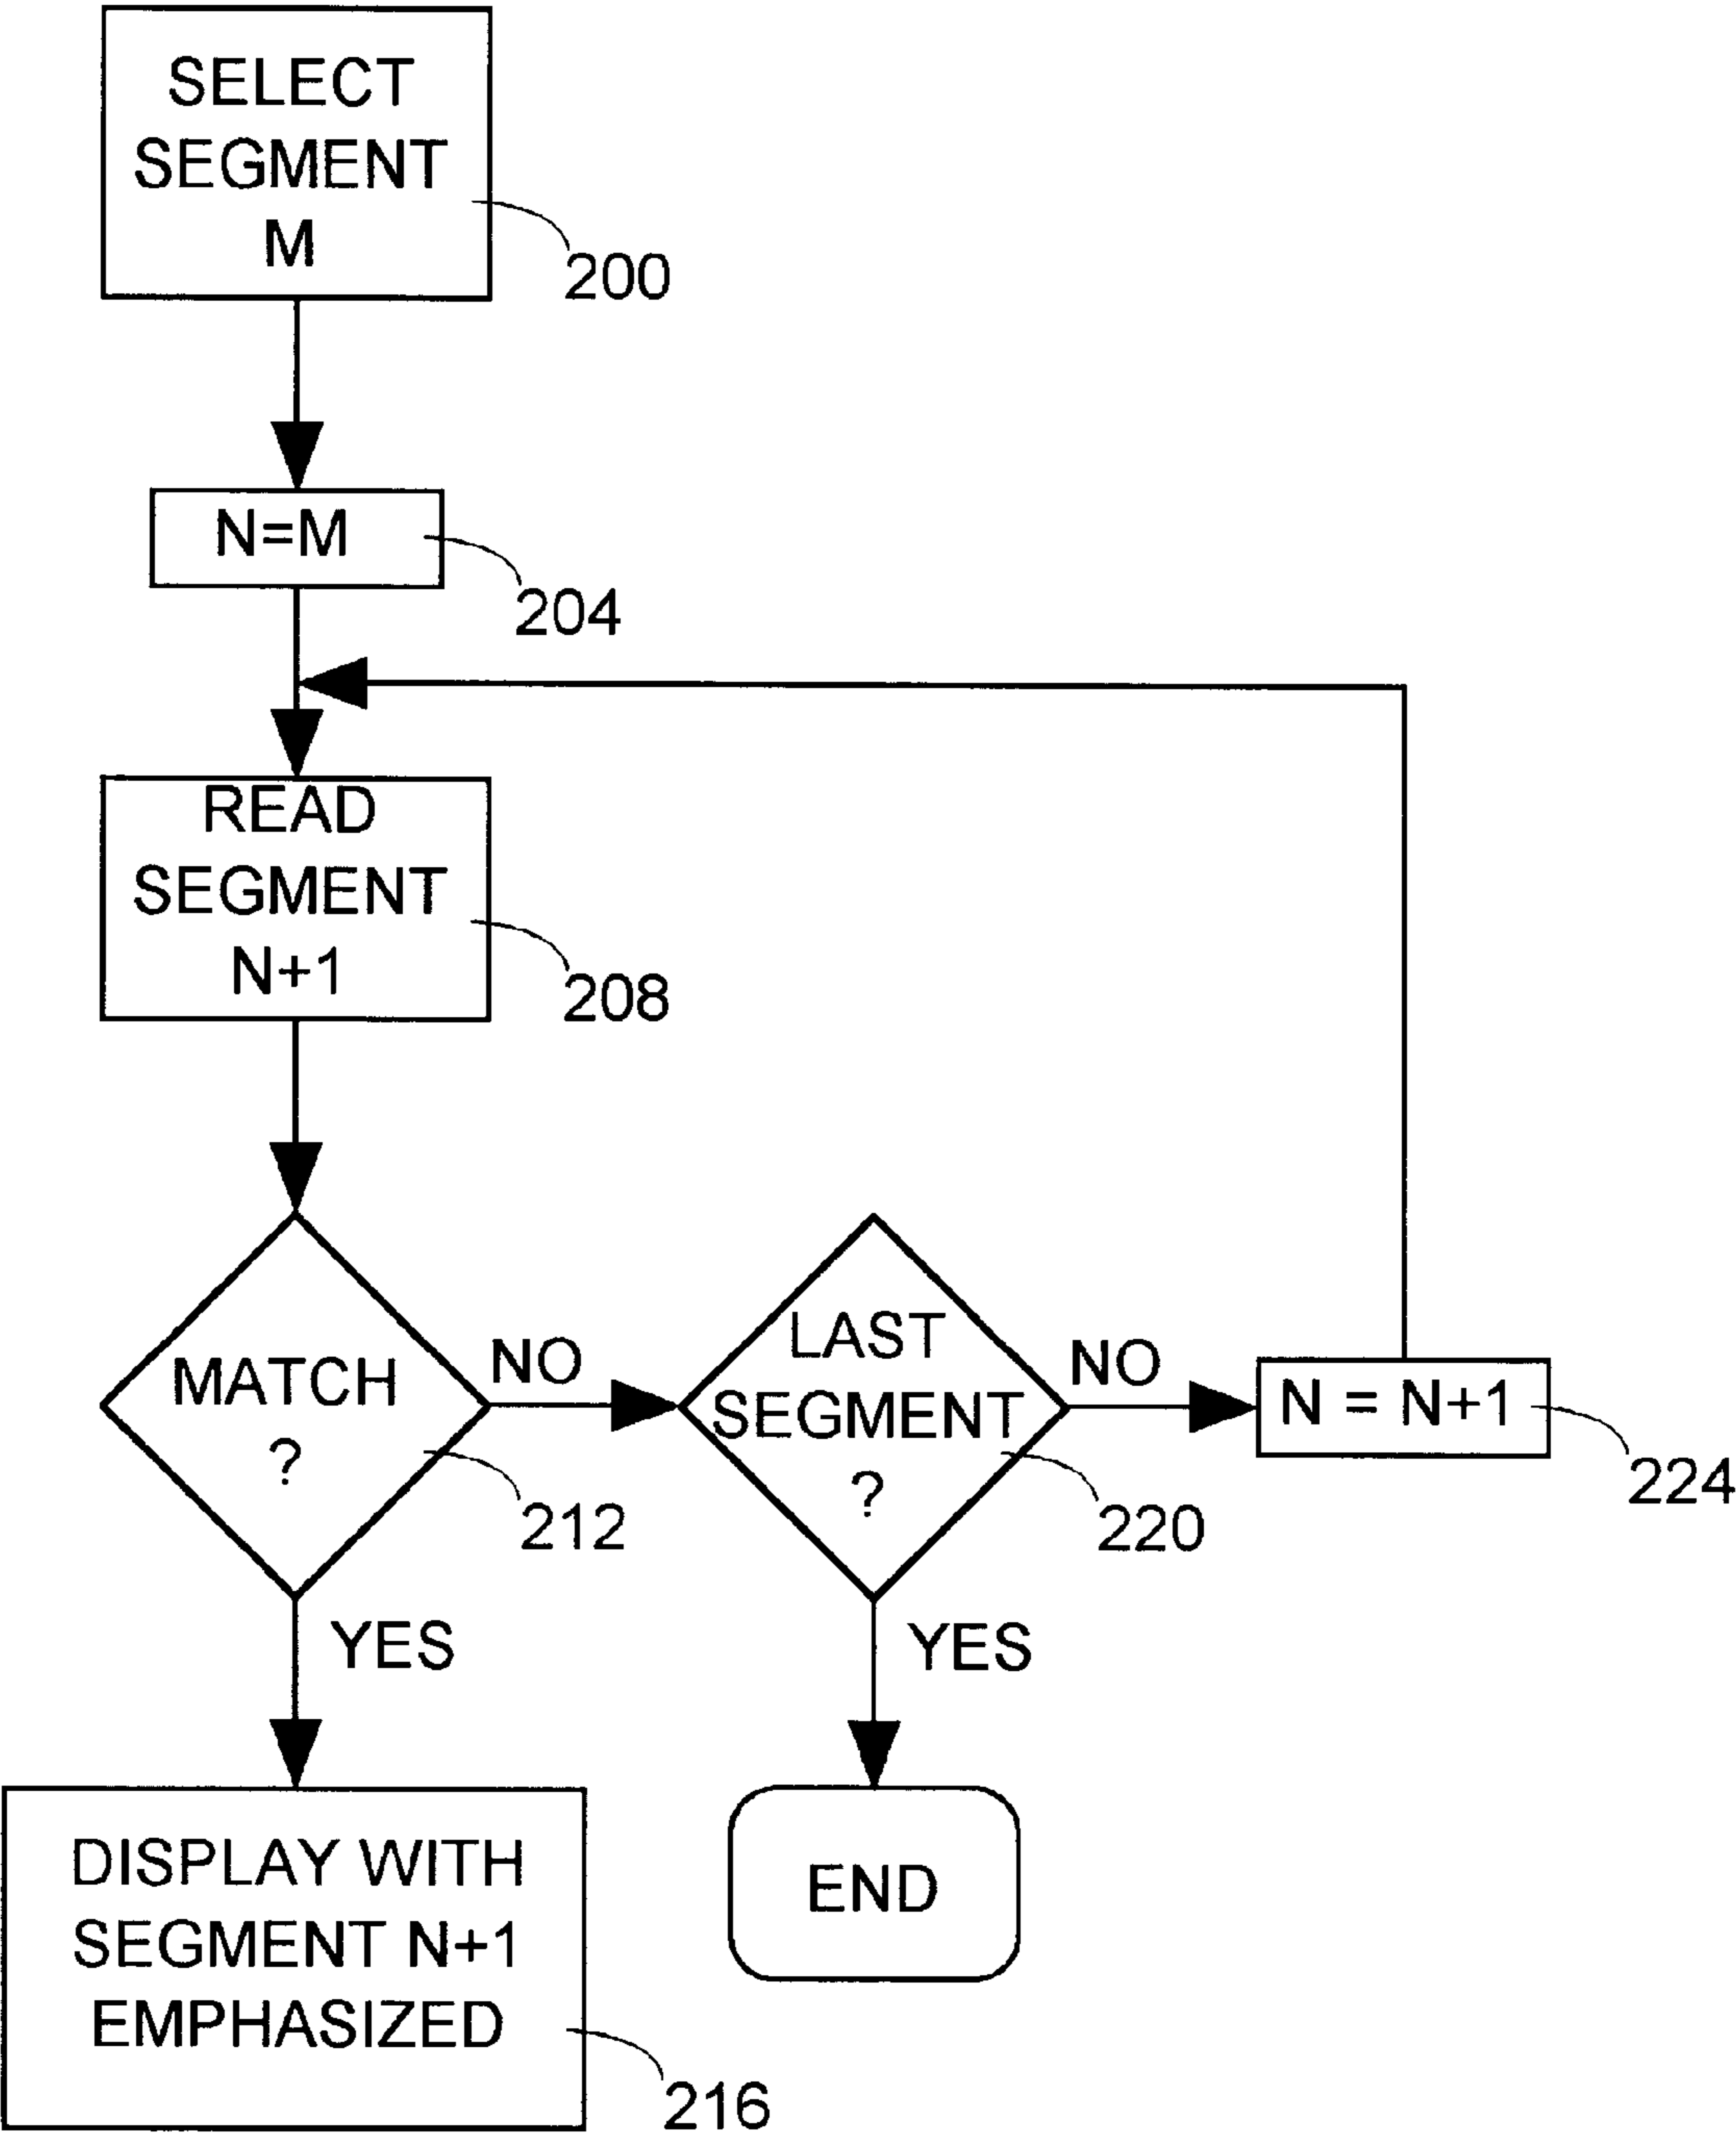 SELECT
SEGMENT
M
200
N=M
204
READ
SEGMENT
N+1
208
MATCH
?
212
NO
LAST
SEGMENT
?
220
NO
N = N+1
224
YES
YES
DISPLAY WITH
SEGMENT N+1
EMPHASIZED
216
END